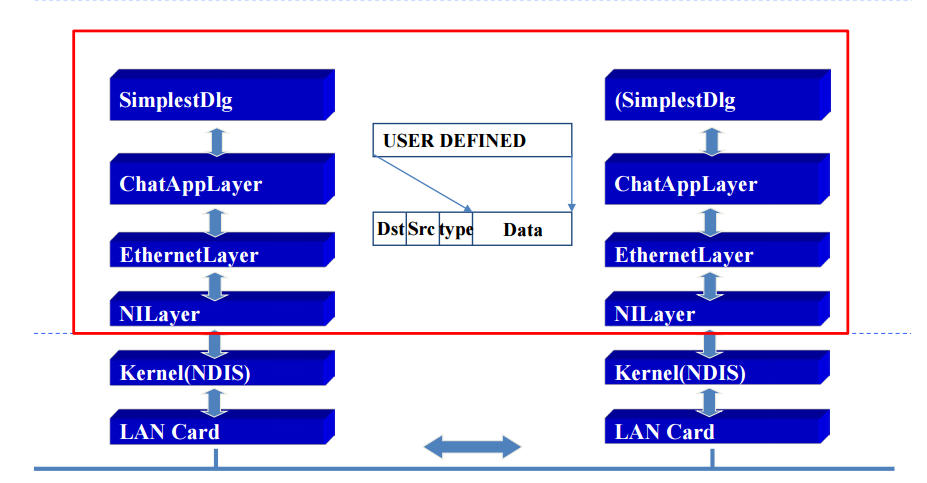 SimplestDlg
ChatAppLayer
EthernetLayer
NILayer
Kernel(NDIS)
LAN Card
USER DEFINED
Dst Src type Data
(SimplestDlg
ChatAppLayer
EthernetLayer
NILayer
Kernel(NDIS)
LAN Card